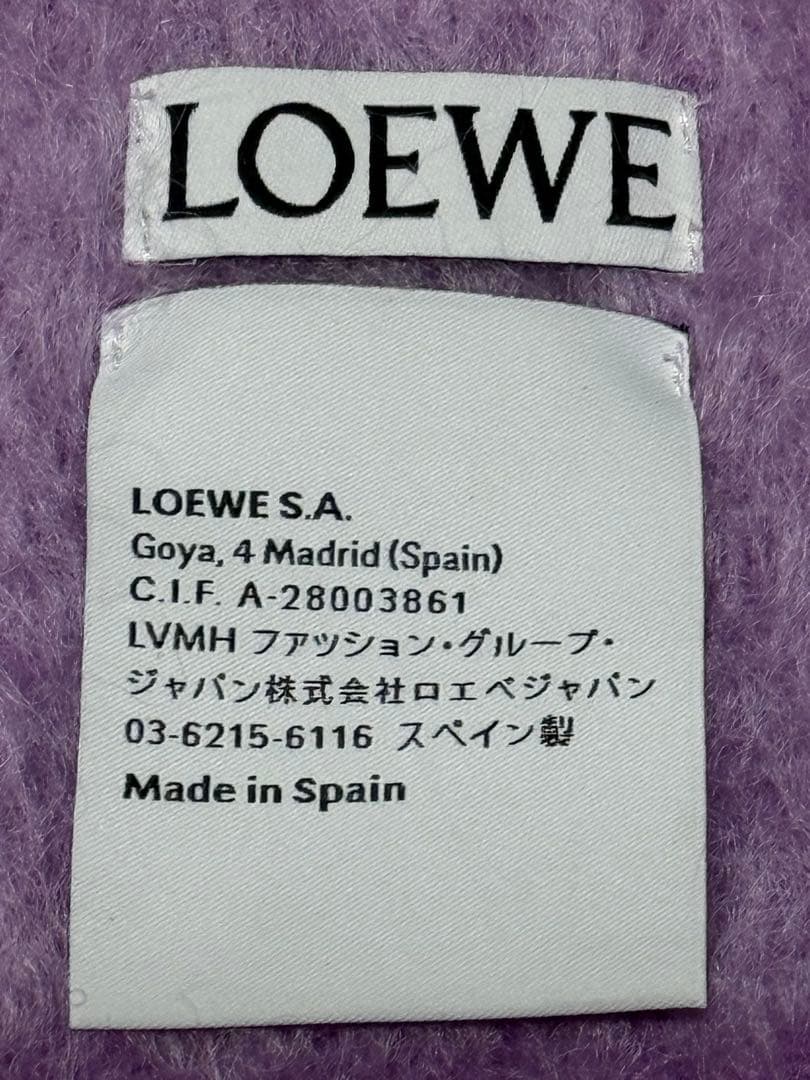 LOEWE
LOEWE S.A.
Goya, 4 Madrid (Spain)
C.I.F. A-28003861
LVMH ファッション・グループ・
ジャパン株式会社ロエベジャパン
03-6215-6116 スペイン製
Made in Spain